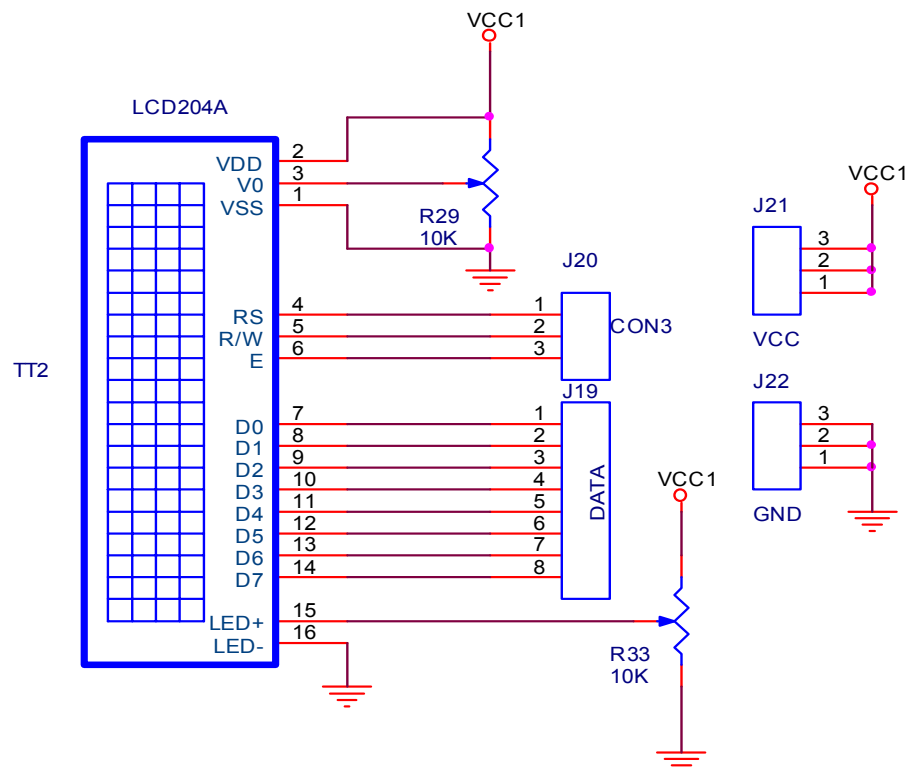 VCC1
LCD204A
VDD 2
V0 3
VSS 1
R29
10K
RS 4
R/W 5
E 6
TT2
D0 7
D1 8
D2 9
D3 10
D4 11
D5 12
D6 13
D7 14
LED+ 15
LED- 16
J20
1
2
3
CON3
J19
1
2
3
4
5
6
7
8
DATA
VCC1
R33
10K
VCC1
J21
3
2
1
VCC
J22
3
2
1
GND